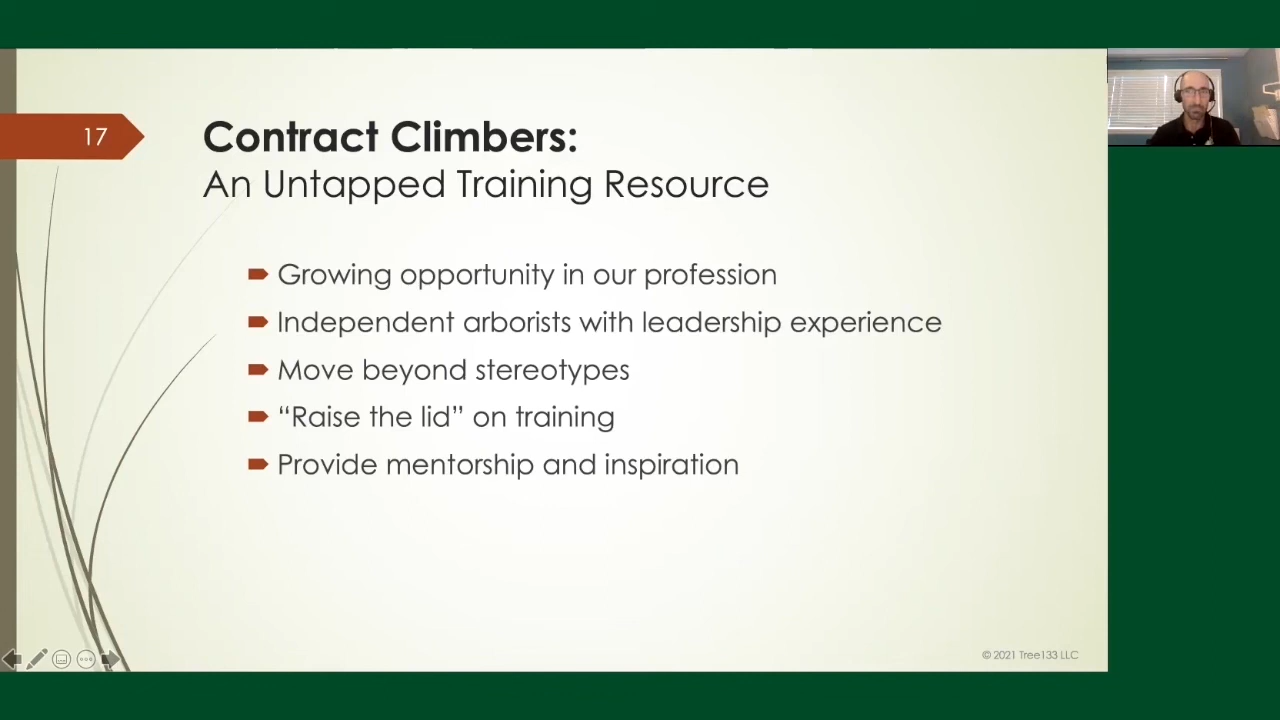 17
Contract Climbers:
An Untapped Training Resource
Growing opportunity in our profession
Independent arborists with leadership experience
Move beyond stereotypes
“Raise the lid” on training
Provide mentorship and inspiration
© 2021 Tree133 LLC